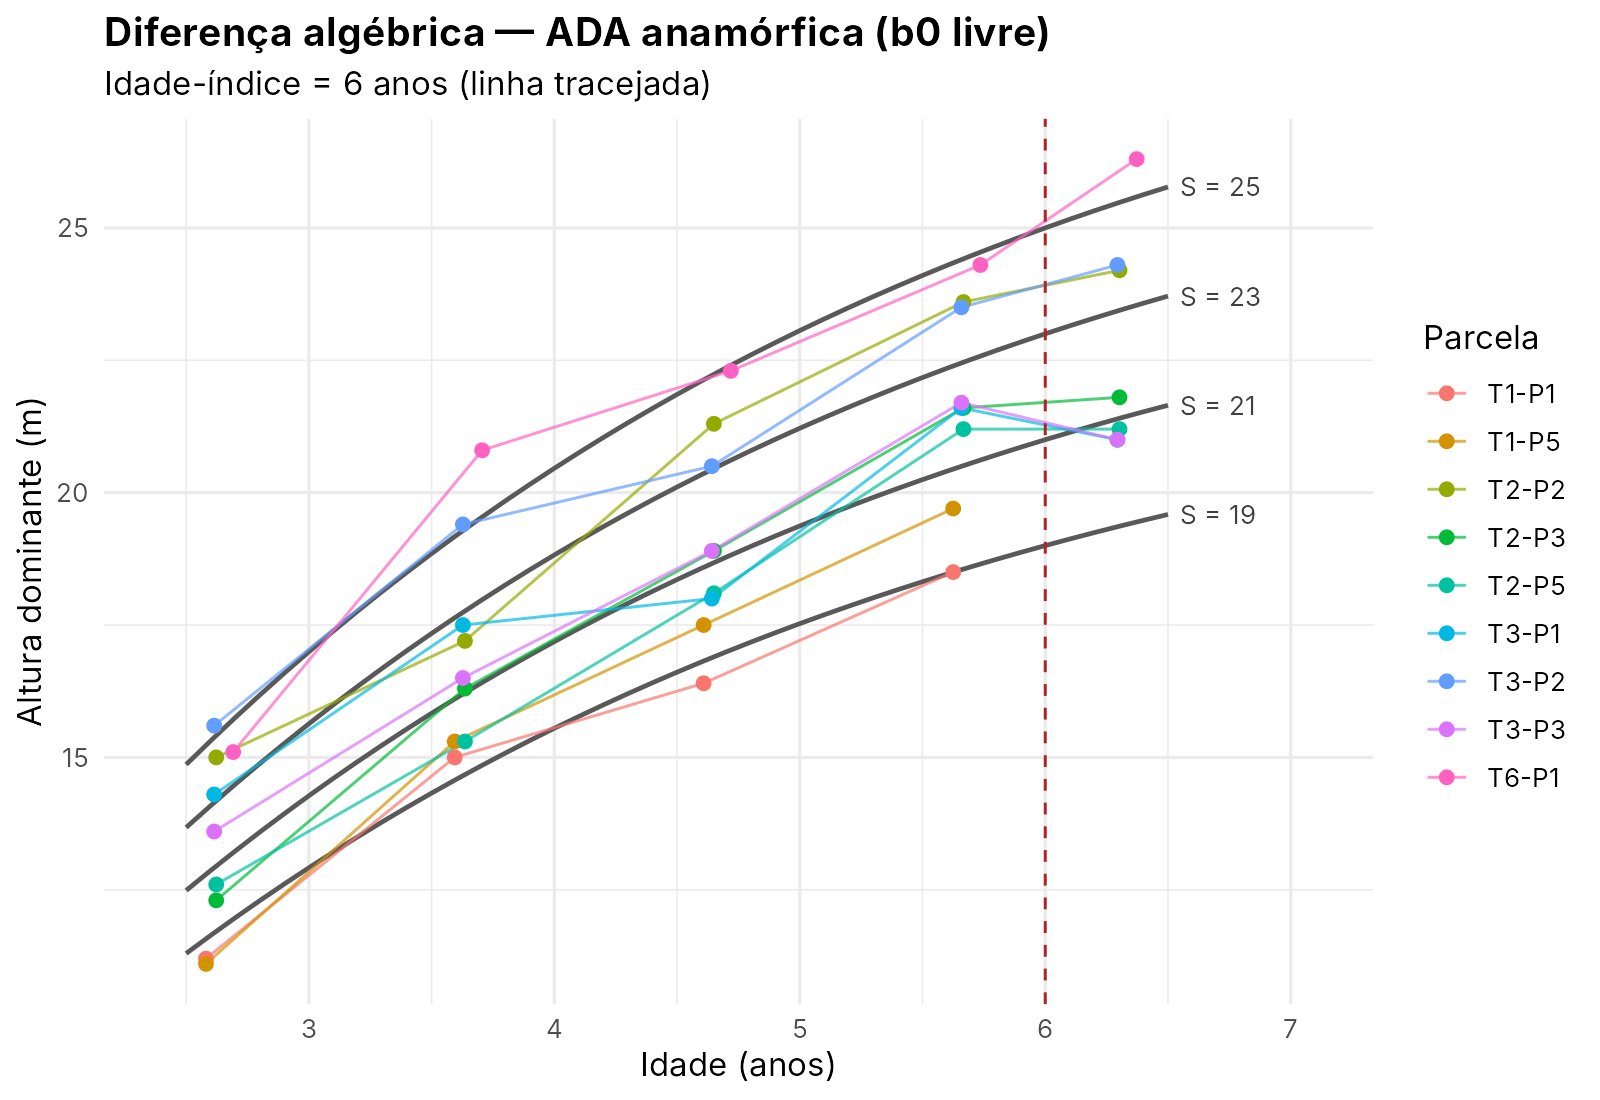 Diferença algébrica — ADA anamórfica (b0 livre)
Idade-índice = 6 anos (linha tracejada)
Altura dominante (m)
25
20
15
S = 25
S = 23
S = 21
S = 19
3 4 5 6 7
Idade (anos)
Parcela
T1-P1
T1-P5
T2-P2
T2-P3
T2-P5
T3-P1
T3-P2
T3-P3
T6-P1